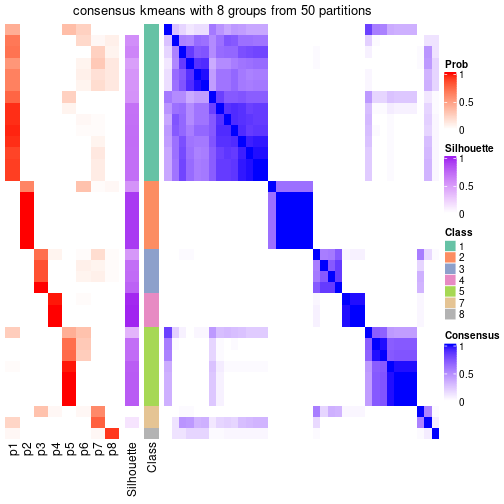 consensus kmeans with 8 groups from 50 partitions
Prob
1
0.5
0
Silhouette
1
0.5
0
Class
1
2
3
4
5
7
8
Consensus
1
0.5
0
p1
p2
p3
p4
p5
p6
p7
p8
Silhouette
Class